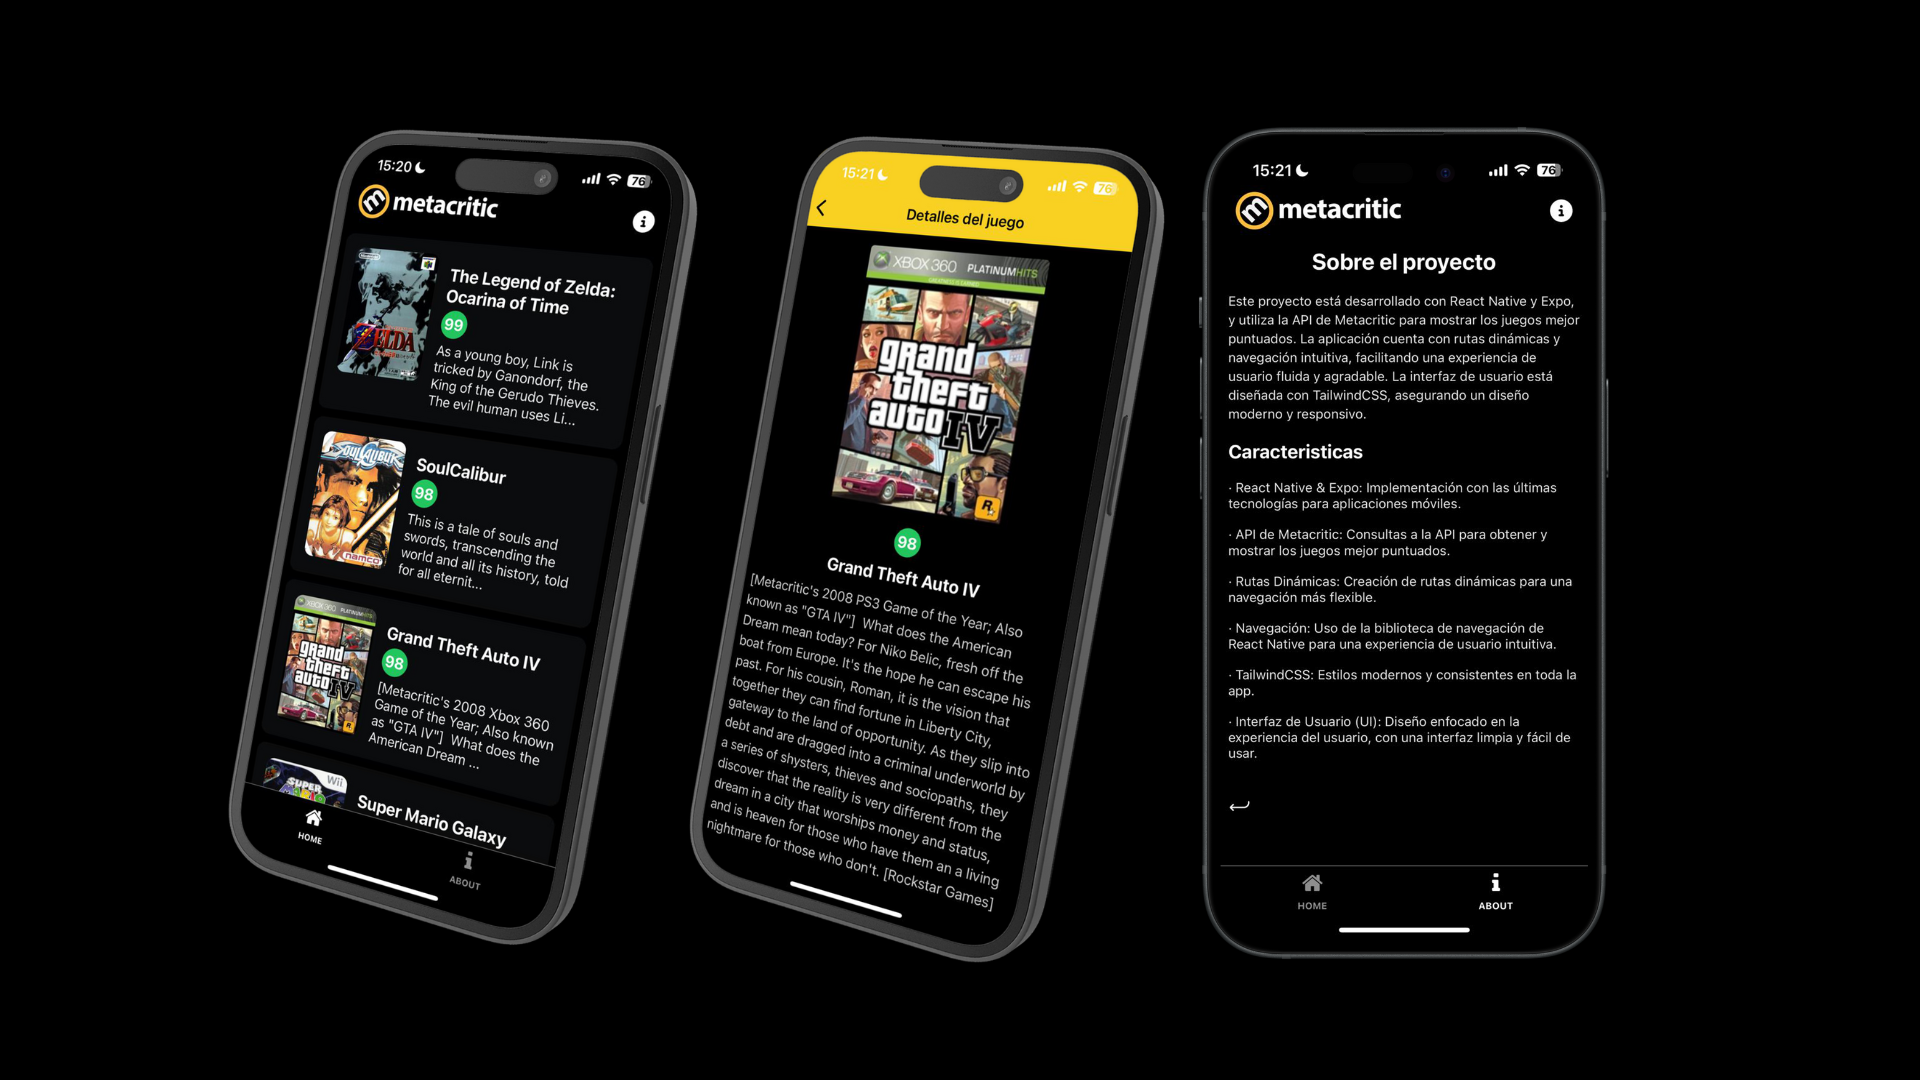 15:20
76
metacritic
i
The Legend of Zelda:
Ocarina of Time
99
As a young boy, Link is
tricked by Ganondorf, the
King of the Gerudo Thieves.
The evil human uses Li...
ZELDA
SOULCALIBUR
namco
SoulCalibur
98
This is a tale of souls and
swords, transcending the
world and all its history, told
for all eternit...
XBOX 360
grand
theft
auto IV
Grand Theft Auto IV
98
[Metacritic's 2008 Xbox 360
Game of the Year; Also known
as "GTA IV"]  What does the
American Dream ...
SUPER
Wii
Super Mario Galaxy
HOME
ABOUT
15:21
76
Detalles del juego
XBOX 360 PLATINUM HITS
grand
theft
auto IV
R
98
Grand Theft Auto IV
[Metacritic's 2008 PS3 Game of the Year; Also
known as "GTA IV"]  What does the American
Dream mean today? For Niko Belic, fresh off the
boat from Europe. It's the hope he can escape his
past. For his cousin, Roman, it is the vision that
together they can find fortune in Liberty City,
gateway to the land of opportunity. As they slip into
debt and are dragged into a criminal underworld by
a series of shysters, thieves and sociopaths, they
discover that the reality is very different from the
dream in a city that worships money and status,
and is heaven for those who have them an a living
nightmare for those who don't. [Rockstar Games]
15:21
76
metacritic
i
Sobre el proyecto
Este proyecto está desarrollado con React Native y Expo,
y utiliza la API de Metacritic para mostrar los juegos mejor
puntuados. La aplicación cuenta con rutas dinámicas y
navegación intuitiva, facilitando una experiencia de
usuario fluida y agradable. La interfaz de usuario está
diseñada con TailwindCSS, asegurando un diseño
moderno y responsivo.
Caracteristicas
· React Native & Expo: Implementación con las últimas
tecnologías para aplicaciones móviles.
· API de Metacritic: Consultas a la API para obtener y
mostrar los juegos mejor puntuados.
· Rutas Dinámicas: Creación de rutas dinámicas para una
navegación más flexible.
· Navegación: Uso de la biblioteca de navegación de
React Native para una experiencia de usuario intuitiva.
· TailwindCSS: Estilos modernos y consistentes en toda la
app.
· Interfaz de Usuario (UI): Diseño enfocado en la
experiencia del usuario, con una interfaz limpia y fácil de
usar.
HOME
ABOUT